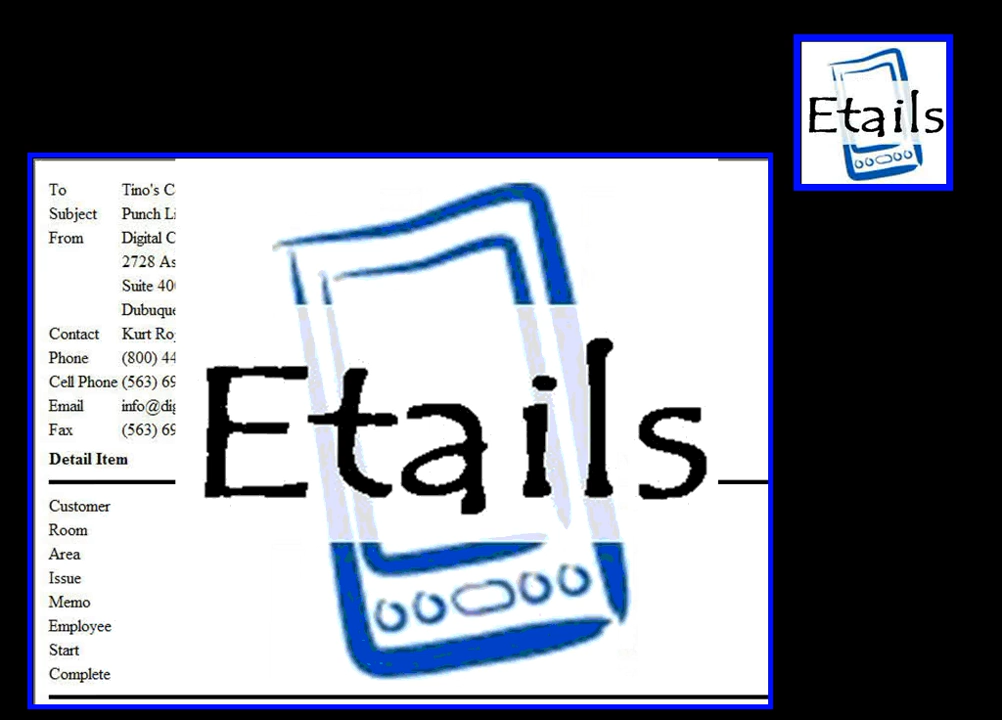 Etails
To Tino's C
Subject Punch Li
From Digital C
2728 As
Suite 40
Dubuque
Contact Kurt Ro
Phone (800) 44
Cell Phone (563) 69
Email info@dig
Fax (563) 69
Detail Item
Etails
Customer
Room
Area
Issue
Memo
Employee
Start
Complete